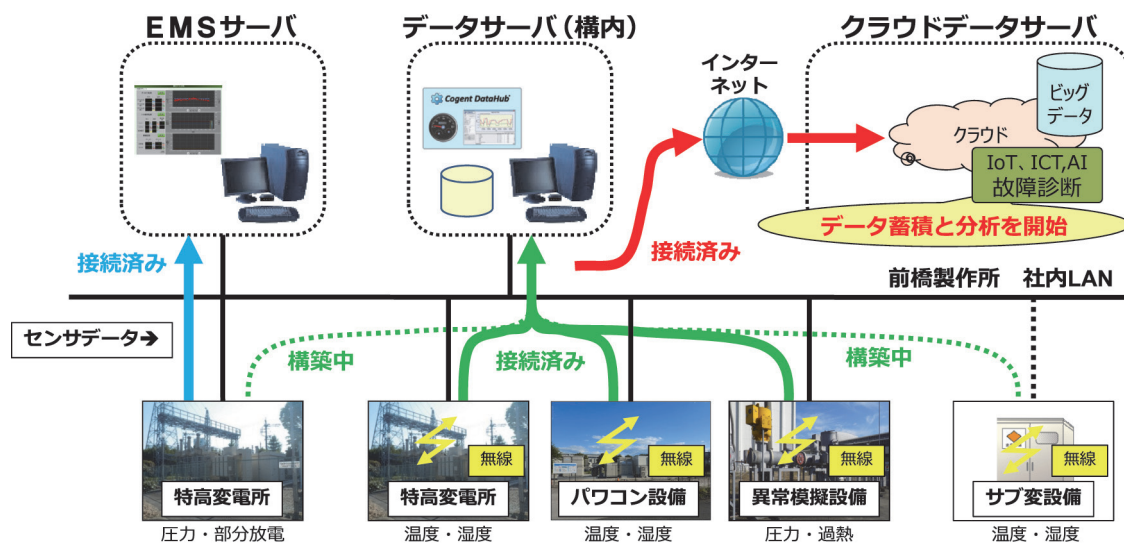 EMSサーバ
データサーバ(構内)
クラウドデータサーバ
Cogent DataHub
インター
ネット
ビッグ
データ
クラウド
IoT、ICT,AI
故障診断
データ蓄積と分析を開始
接続済み
接続済み
前橋製作所 社内LAN
センサデータ➔
構築中
接続済み
構築中
無線
無線
無線
無線
特高変電所
特高変電所
パワコン設備
異常模擬設備
サブ変設備
圧力・部分放電
温度・湿度
温度・湿度
圧力・過熱
温度・湿度